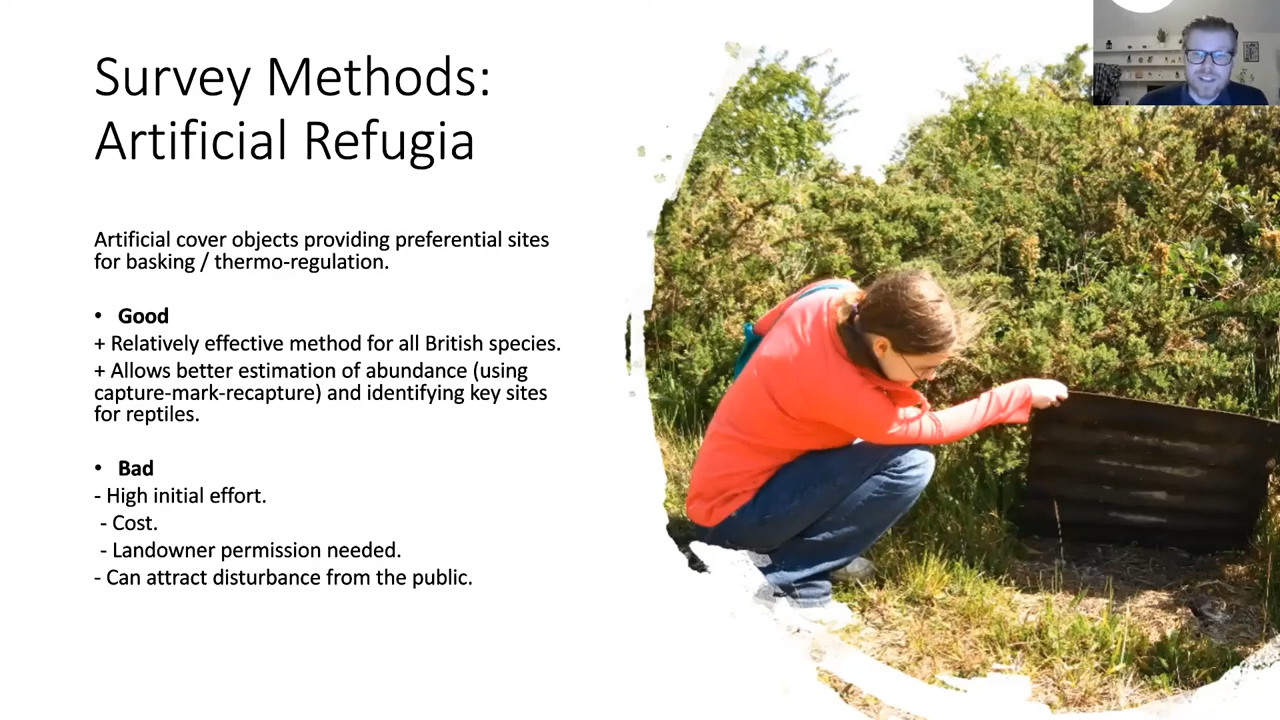 Survey Methods:
Artificial Refugia
Artificial cover objects providing preferential sites
for basking / thermo-regulation.
• Good
+ Relatively effective method for all British species.
+ Allows better estimation of abundance (using
capture-mark-recapture) and identifying key sites
for reptiles.
• Bad
- High initial effort.
- Cost.
- Landowner permission needed.
- Can attract disturbance from the public.